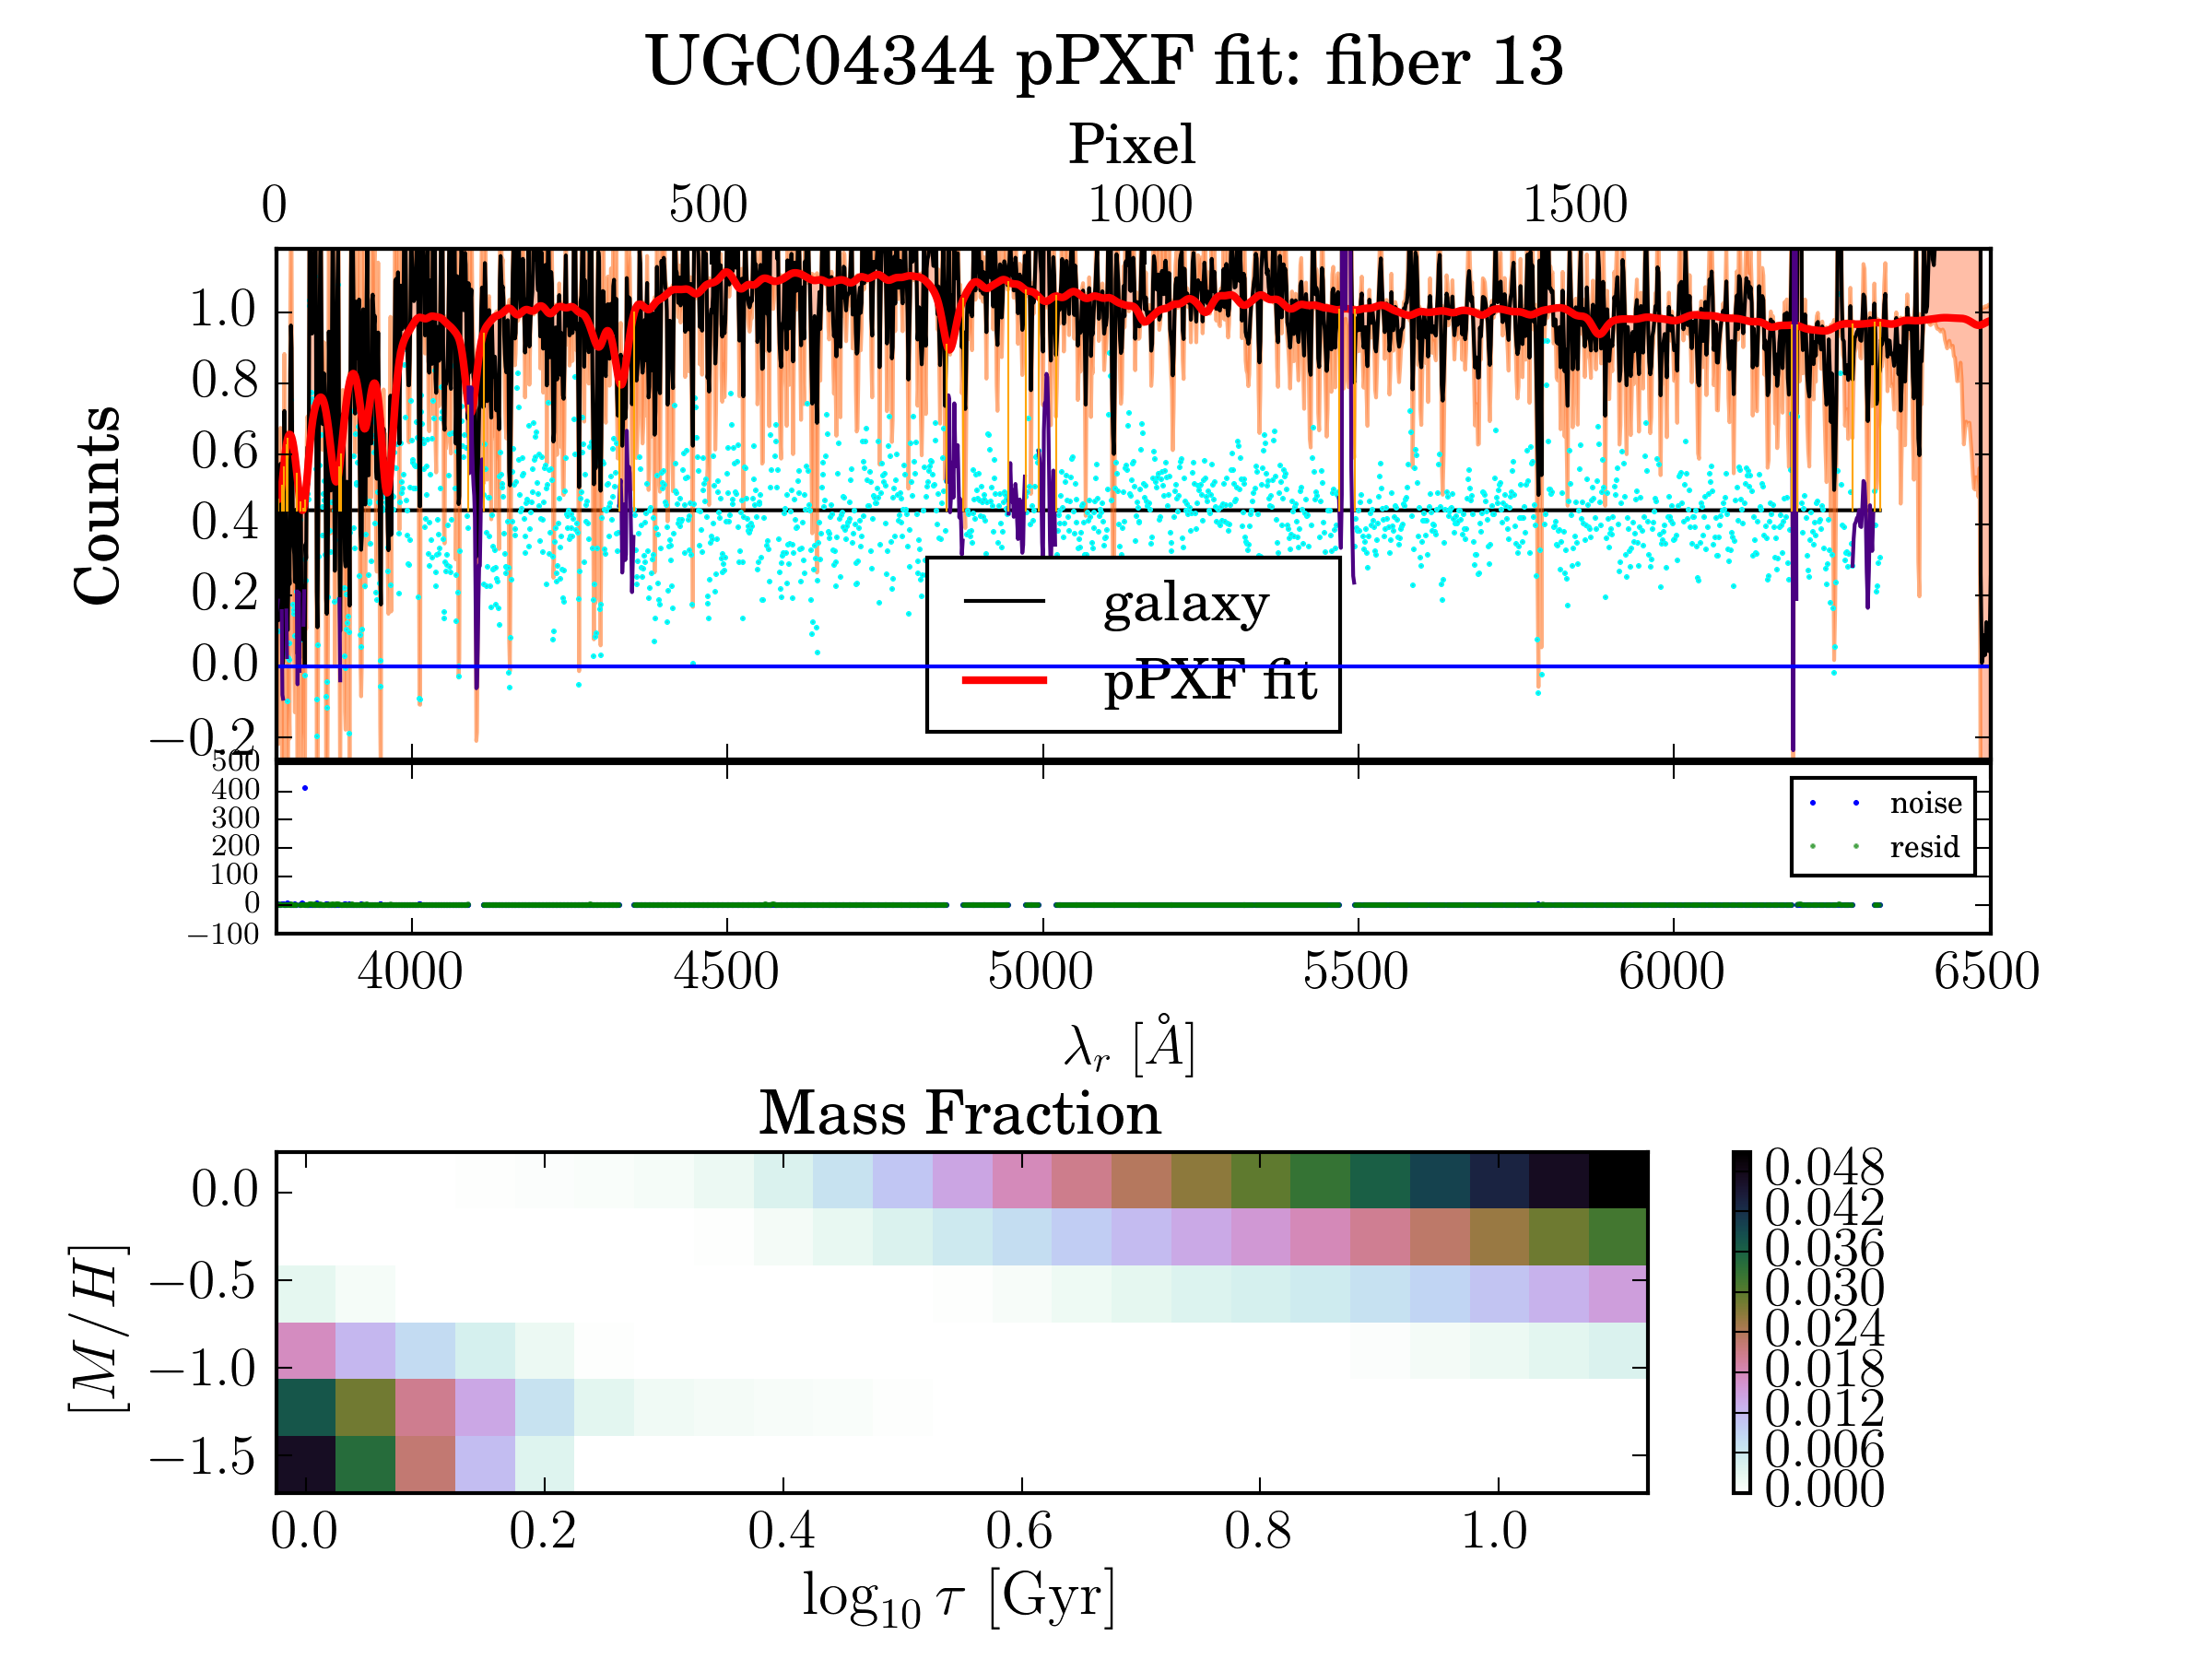 UGC04344 pPXF fit: fiber 13
Pixel
0 500 1000 1500
Counts
1.0
0.8
0.6
0.4
0.2
0.0
−0.2
galaxy
pPXF fit
500
400
300
200
100
0
−100
noise
resid
4000 4500 5000 5500 6000 6500
λr [Å]
Mass Fraction
[M/H]
0.0
−0.5
−1.0
−1.5
0.0 0.2 0.4 0.6 0.8 1.0
log10 τ [Gyr]
0.048
0.042
0.036
0.030
0.024
0.018
0.012
0.006
0.000